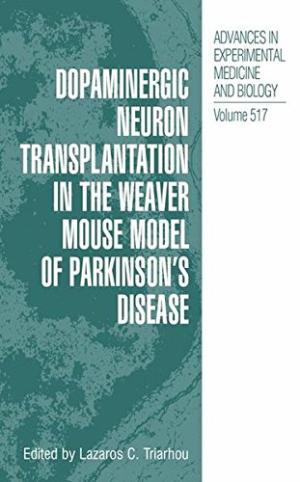 ADVANCES IN
EXPERIMENTAL
MEDICINE
AND BIOLOGY
Volume 517
DOPAMINERGIC
NEURON
TRANSPLANTATION
IN THE WEAVER
MOUSE MODEL
OF PARKINSON'S
DISEASE
Edited by Lazaros C. Triarhou